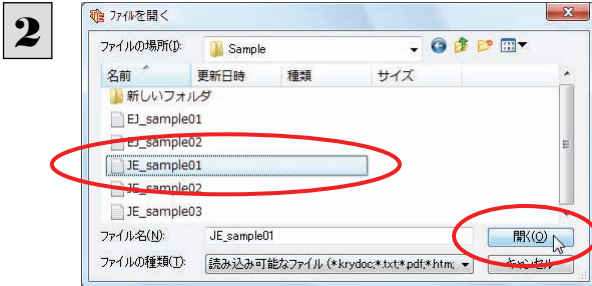 2
ファイルを開く
ファイルの場所(I): Sample
名前 更新日時 種類 サイズ
新しいフォルダ
EJ_sample01
EJ_sample02
JE_sample01
JE_sample02
JE_sample03
ファイル名(N): JE_sample01 開く(O)
ファイルの種類(T): 読み込み可能なファイル (*.krydoc;*.txt;*.pdf;*.htm; キャンセル